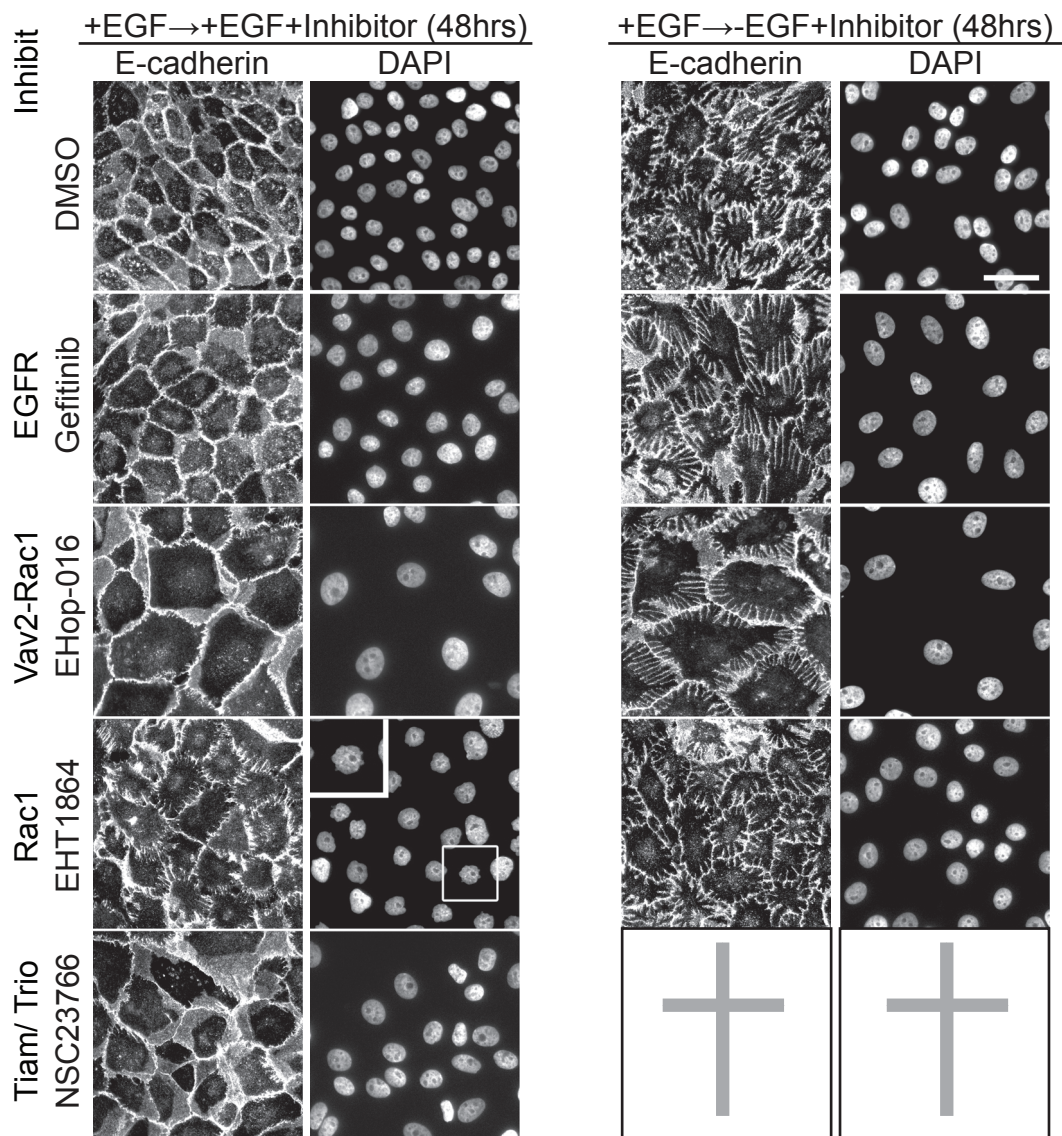 +EGF→+EGF+Inhibitor (48hrs)
+EGF→-EGF+Inhibitor (48hrs)
Inhibit
E-cadherin
DAPI
E-cadherin
DAPI
DMSO
EGFR
Gefitinib
Vav2-Rac1
EHop-016
Rac1
EHT1864
Tiam/ Trio
NSC23766